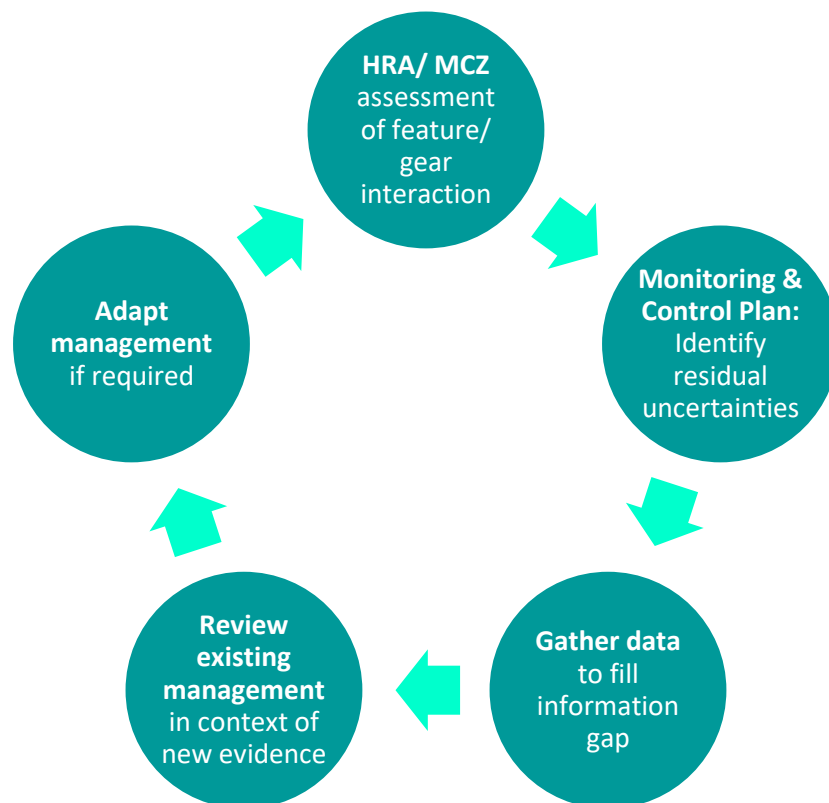 HRA/ MCZ
assessment
of feature/
gear
interaction
Monitoring &
Control Plan:
Identify
residual
uncertainties
Gather data
to fill
information
gap
Review
existing
management
in context of
new evidence
Adapt
management
if required